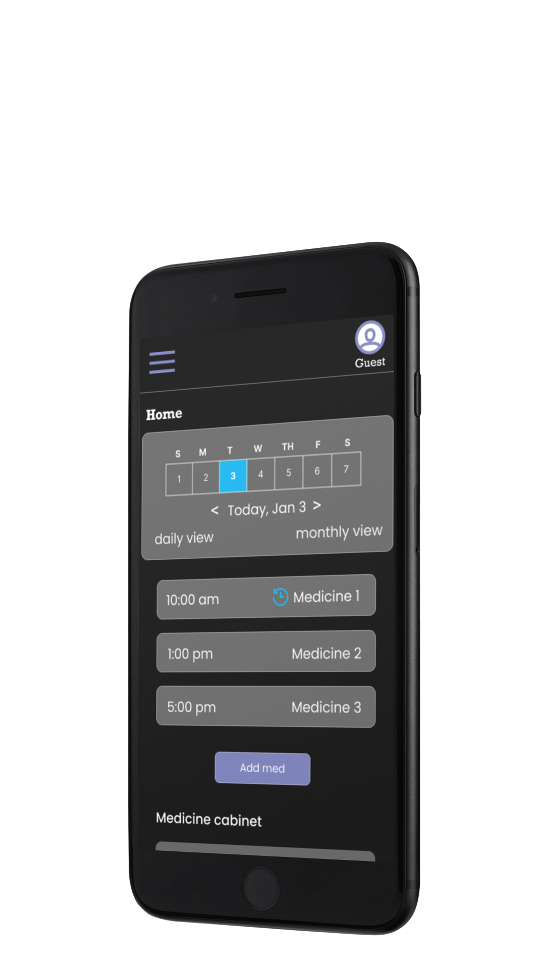 Guest
Home
S M T W TH F S
1 2 3 4 5 6 7
< Today, Jan 3 >
daily view monthly view
10:00 am Medicine 1
1:00 pm Medicine 2
5:00 pm Medicine 3
Add med
Medicine cabinet